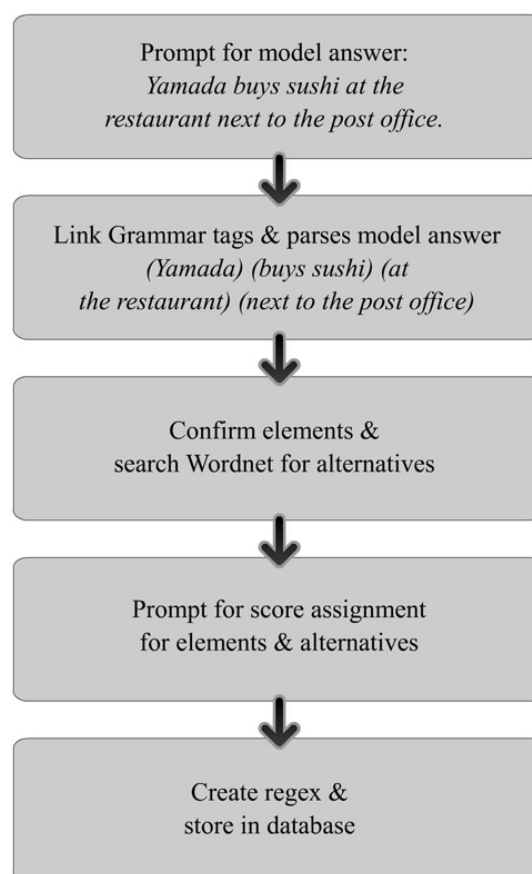 Prompt for model answer:
Yamada buys sushi at the
restaurant next to the post office.
Link Grammar tags & parses model answer
(Yamada) (buys sushi) (at
the restaurant) (next to the post office)
Confirm elements &
search Wordnet for alternatives
Prompt for score assignment
for elements & alternatives
Create regex &
store in database